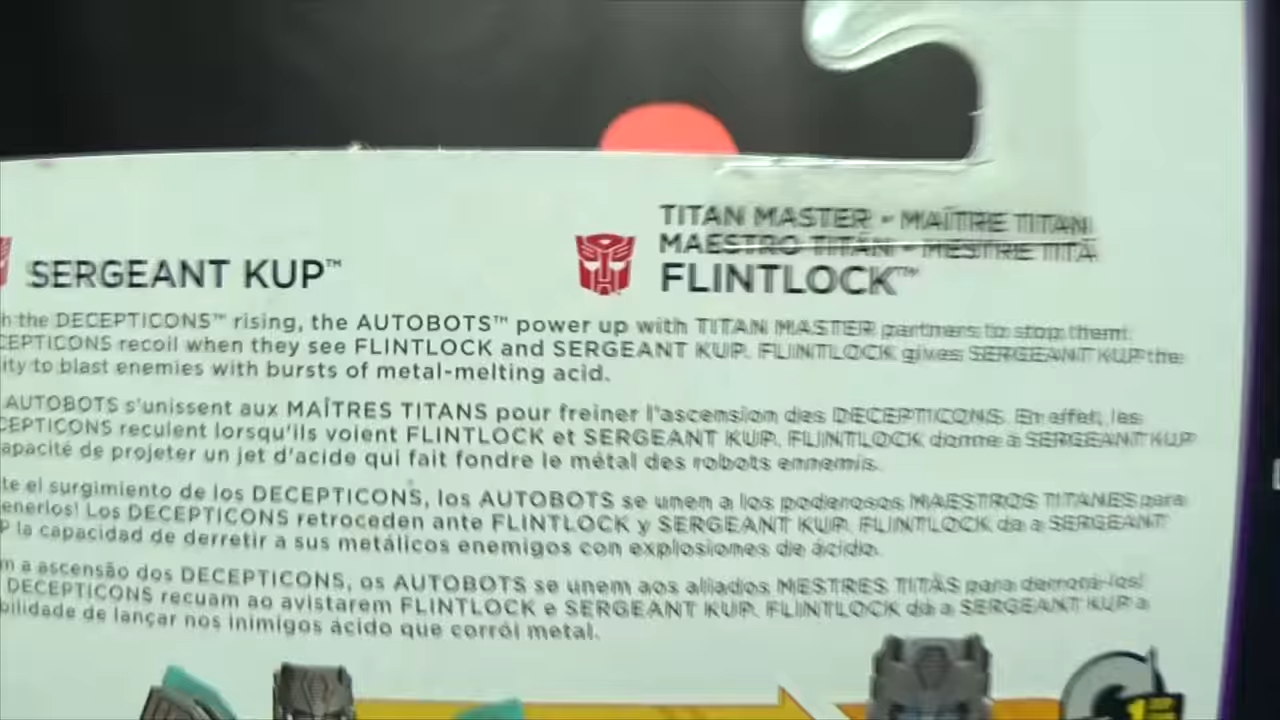 TITAN MASTER - MAÎTRE TITAN
MAESTRO TITÁN - MESTRE TITÃ
SERGEANT KUP™
FLINTLOCK™
the DECEPTICONS™ rising, the AUTOBOTS™ power up with TITAN MASTER partners to stop them.
CEPTICONS recoil when they see FLINTLOCK and SERGEANT KUP. FLINTLOCK gives SERGEANT KUP the
ity to blast enemies with bursts of metal-melting acid.
AUTOBOTS s'unissent aux MAÎTRES TITANS pour freiner l'ascension des DECEPTICONS. En effet, les
CEPTICONS reculent lorsqu'ils voient FLINTLOCK et SERGEANT KUP. FLINTLOCK donne à SERGEANT KUP
apacité de projeter un jet d'acide qui fait fondre le métal des robots ennemis.
te el surgimiento de los DECEPTICONS, los AUTOBOTS se unen a los poderosos MAESTROS TITANES para
enerlos! Los DECEPTICONS retroceden ante FLINTLOCK y SERGEANT KUP. FLINTLOCK da a SERGEANT
P la capacidad de derretir a sus metálicos enemigos con explosiones de ácido.
m a ascensão dos DECEPTICONS, os AUTOBOTS se unem aos aliados MESTRES TITÃS para derrotá-los!
DECEPTICONS recuam ao avistarem FLINTLOCK e SERGEANT KUP. FLINTLOCK dá a SERGEANT KUP a
bilidade de lançar nos inimigos ácido que corrói metal.